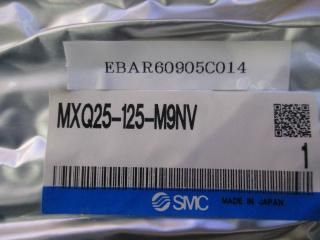 EBAR60905C014
MXQ25-125-M9NV
1
SMC MADE IN JAPAN